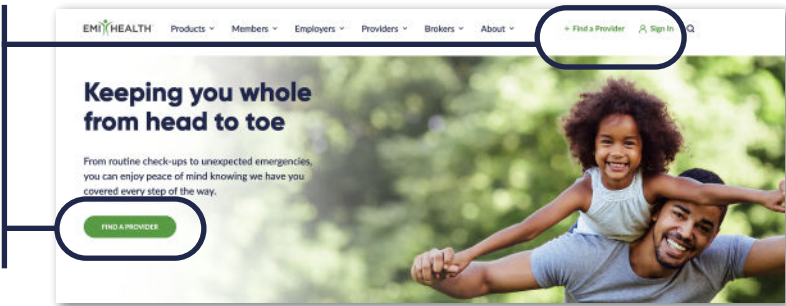 EMI HEALTH Products Members Employers Providers Brokers About + Find a Provider Sign In
Keeping you whole
from head to toe
From routine check-ups to unexpected emergencies,
you can enjoy peace of mind knowing we have you
covered every step of the way.
FIND A PROVIDER